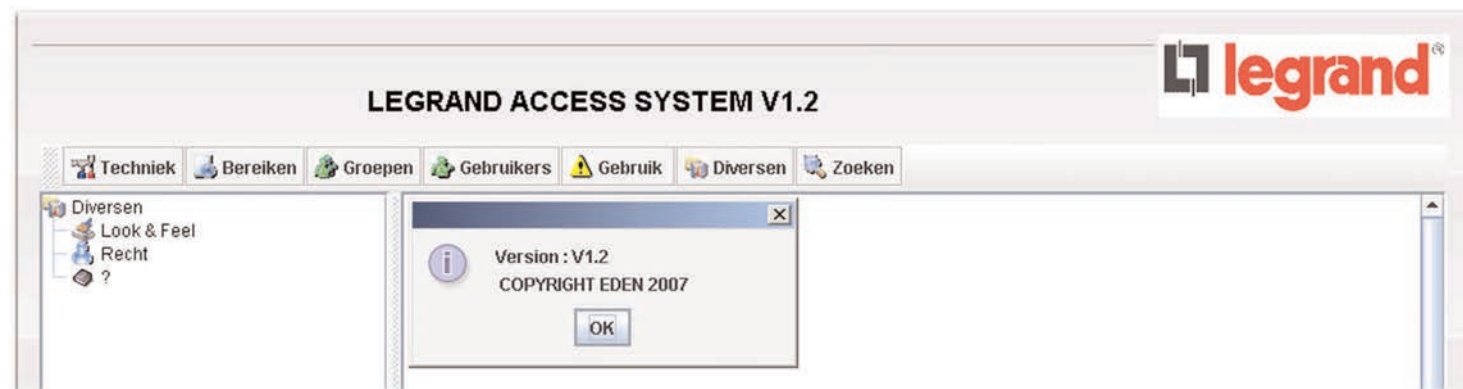 legrand®
LEGRAND ACCESS SYSTEM V1.2
Techniek Bereiken Groepen Gebruikers Gebruik Diversen Zoeken
Diversen
Look & Feel
Recht
?
Version : V1.2
COPYRIGHT EDEN 2007
OK